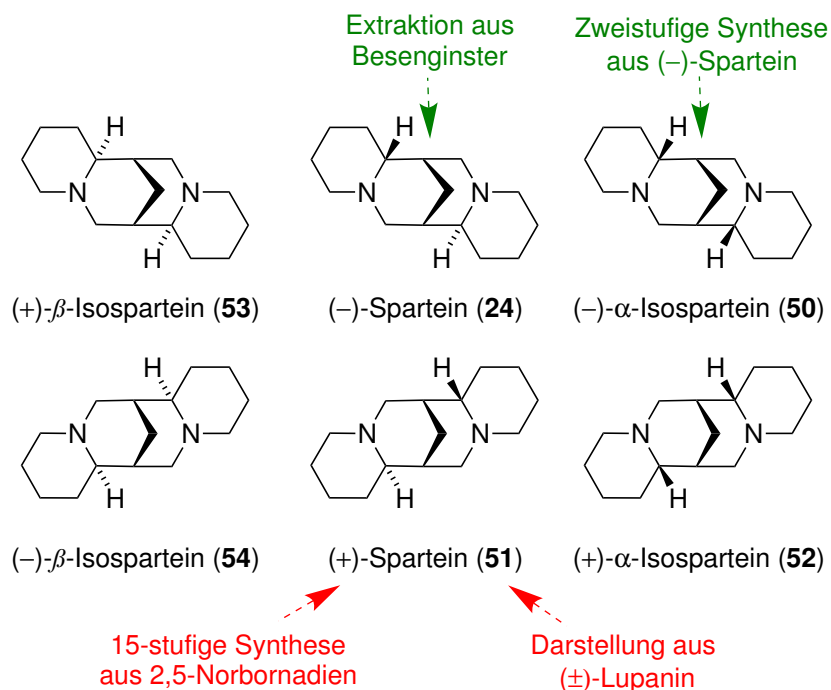 Extraktion aus
Besenginster
Zweistufige Synthese
aus (−)-Spartein
H
H
H
N
N
N
N
N
N
H
H
H
(+)-β-Isospartein (53)
(−)-Spartein (24)
(−)-α-Isospartein (50)
H
H
H
N
N
N
N
N
N
H
H
H
(−)-β-Isospartein (54)
(+)-Spartein (51)
(+)-α-Isospartein (52)
15-stufige Synthese
aus 2,5-Norbornadien
Darstellung aus
(±)-Lupanin